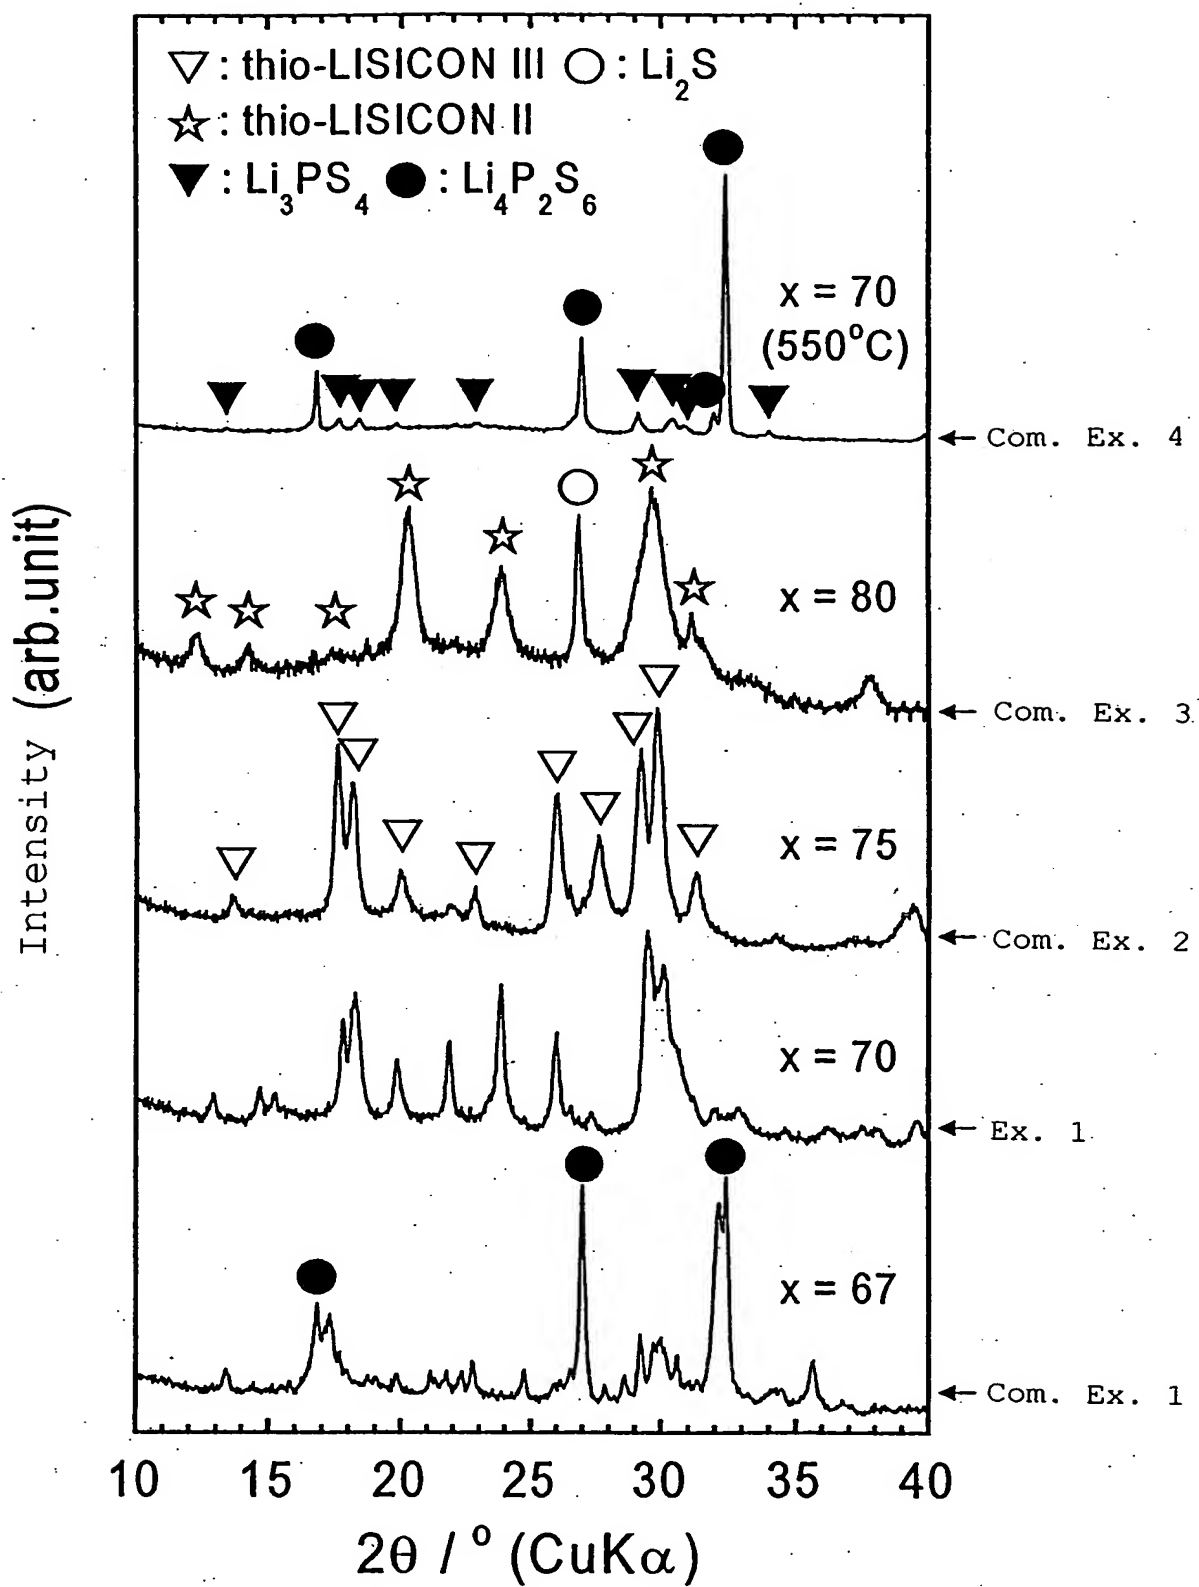 ▽ : thio-LISICON III ○ : Li2S
☆ : thio-LISICON II
▼ : Li3PS4 ● : Li4P2S6
x = 70
(550°C)
← Com. Ex. 4
x = 80
← Com. Ex. 3
x = 75
← Com. Ex. 2
x = 70
← Ex. 1
x = 67
← Com. Ex. 1
Intensity (arb.unit)
10 15 20 25 30 35 40
2θ / ° (CuKα)